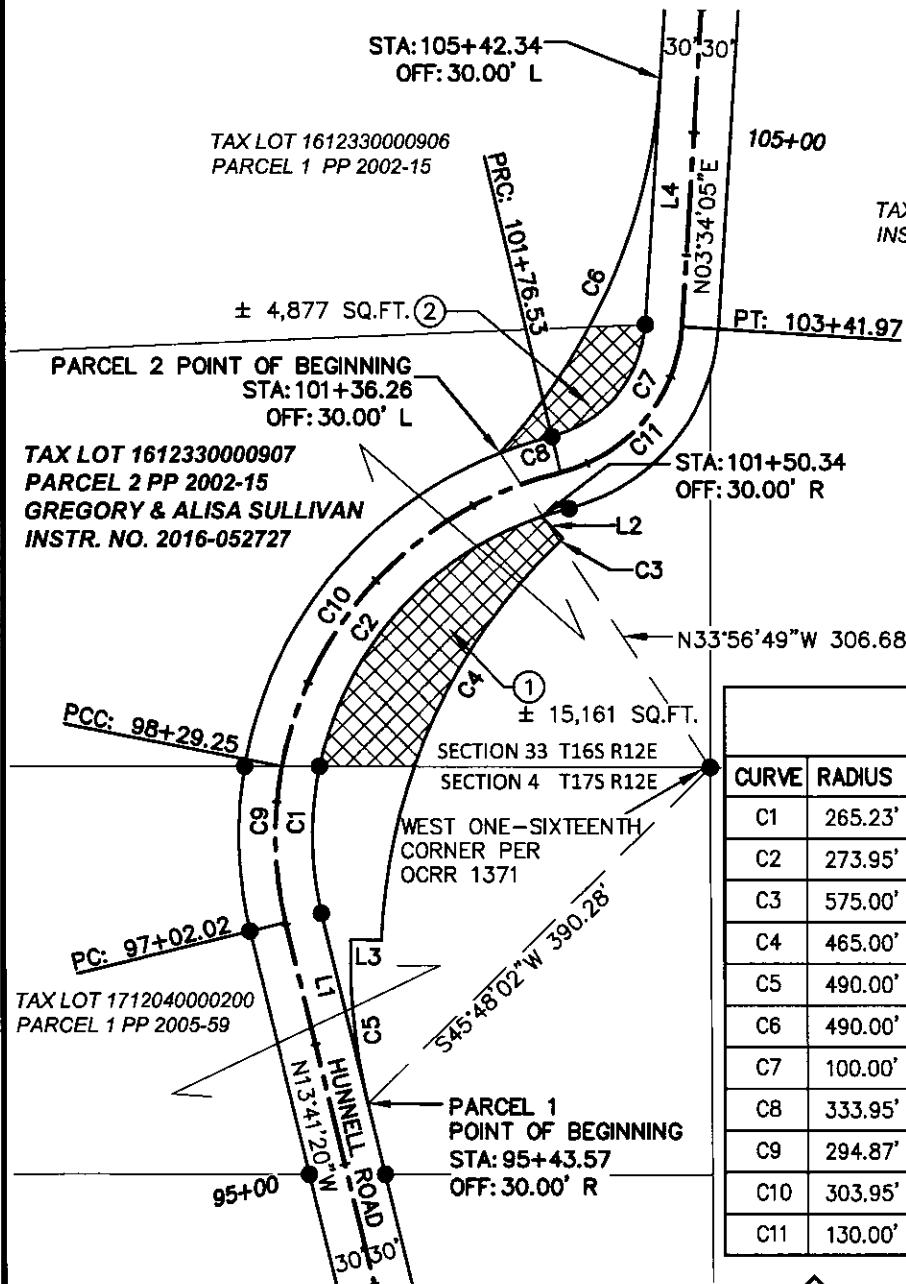 STA: 105+42.34
OFF: 30.00' L
30' 30'
TAX LOT 1612330000906
PARCEL 1 PP 2002-15
105+00
PRC: 101+76.53
L4
N03°34'05"E
TAX
INS
C6
± 4,877 SQ.FT. 2
PT: 103+41.97
PARCEL 2 POINT OF BEGINNING
STA: 101+36.26
OFF: 30.00' L
C7
C8
C11
TAX LOT 1612330000907
PARCEL 2 PP 2002-15
GREGORY & ALISA SULLIVAN
INSTR. NO. 2016-052727
STA: 101+50.34
OFF: 30.00' R
L2
C3
C10
C2
N33°56'49"W 306.68
C4
1
± 15,161 SQ.FT.
PCC: 98+29.25
SECTION 33 T16S R12E
SECTION 4 T17S R12E
C9
C1
WEST ONE-SIXTEENTH
CORNER PER
OCRR 1371
PC: 97+02.02
L3
L1
S45°48'02"W 390.28'
TAX LOT 1712040000200
PARCEL 1 PP 2005-59
C5
N13°41'20"W
HUNNELL ROAD
PARCEL 1
POINT OF BEGINNING
STA: 95+43.57
OFF: 30.00' R
95+00
30' 30'
CURVE RADIUS
C1 265.23'
C2 273.95'
C3 575.00'
C4 465.00'
C5 490.00'
C6 490.00'
C7 100.00'
C8 333.95'
C9 294.87'
C10 303.95'
C11 130.00'